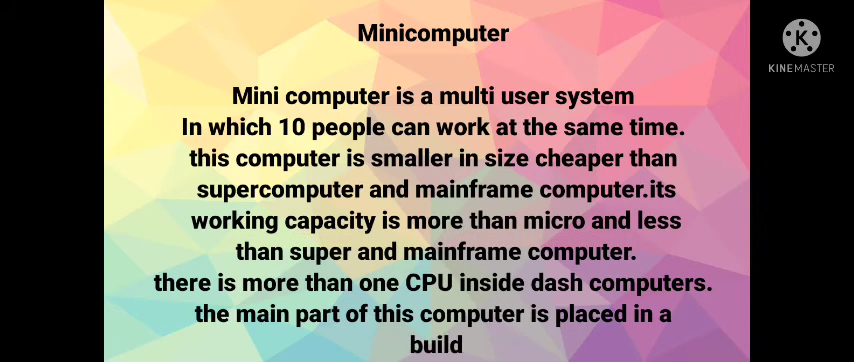 Minicomputer
Mini computer is a multi user system
In which 10 people can work at the same time.
this computer is smaller in size cheaper than
supercomputer and mainframe computer.its
working capacity is more than micro and less
than super and mainframe computer.
there is more than one CPU inside dash computers.
the main part of this computer is placed in a
build
K
KINEMASTER